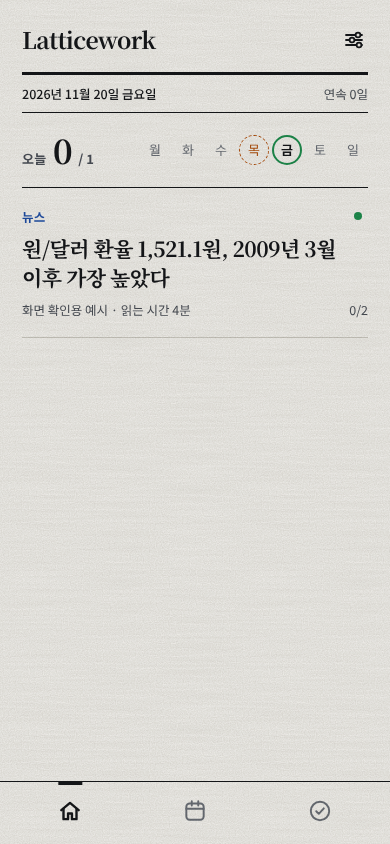 Latticework
2026년 11월 20일 금요일 연속 0일
오늘 0 / 1 월 화 수 목 금 토 일
뉴스
원/달러 환율 1,521.1원, 2009년 3월
이후 가장 높았다
화면 확인용 예시 · 읽는 시간 4분 0/2